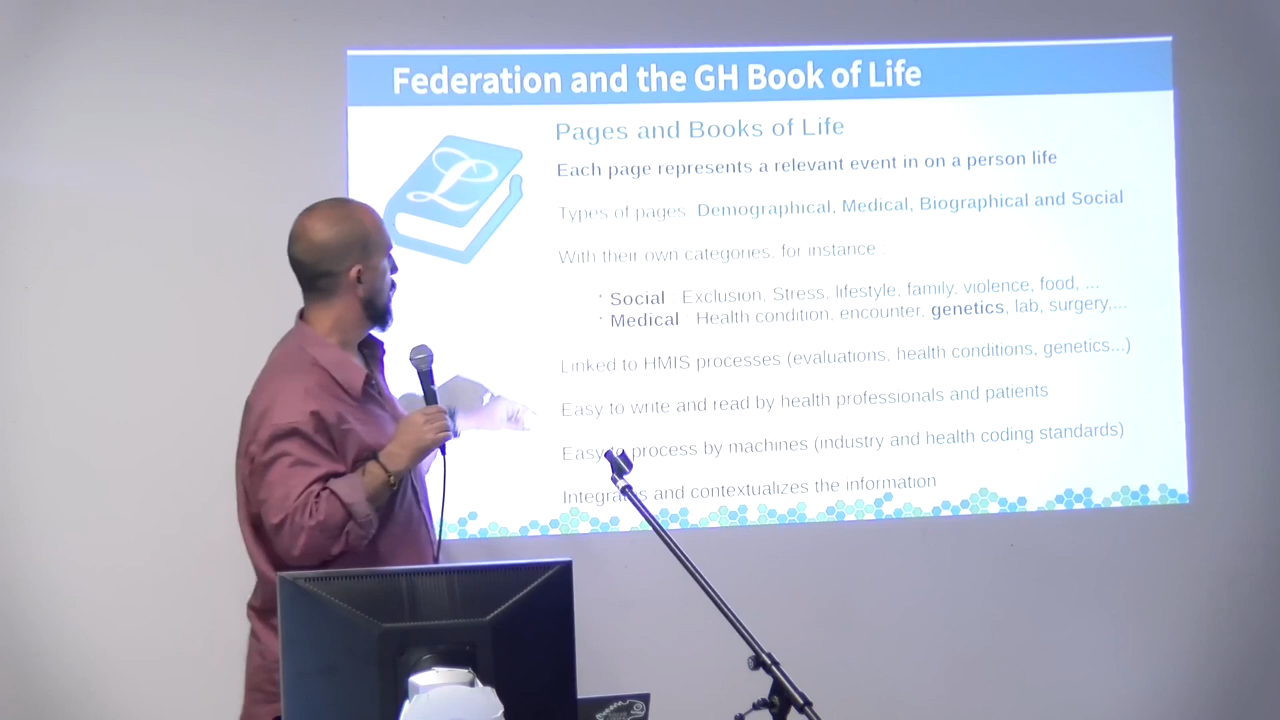 Federation and the GH Book of Life
Pages and Books of Life
L
Each page represents a relevant event in on a person life
Types of pages Demographical, Medical, Biographical and Social
With their own categories, for instance :
Social : Exclusion, Stress, lifestyle, family, violence, food, ...
Medical : Health condition, encounter, genetics, lab, surgery,...
Linked to HMIS processes (evaluations, health conditions, genetics...)
Easy to write and read by health professionals and patients
Easy to process by machines (industry and health coding standards)
Integrates and contextualizes the information